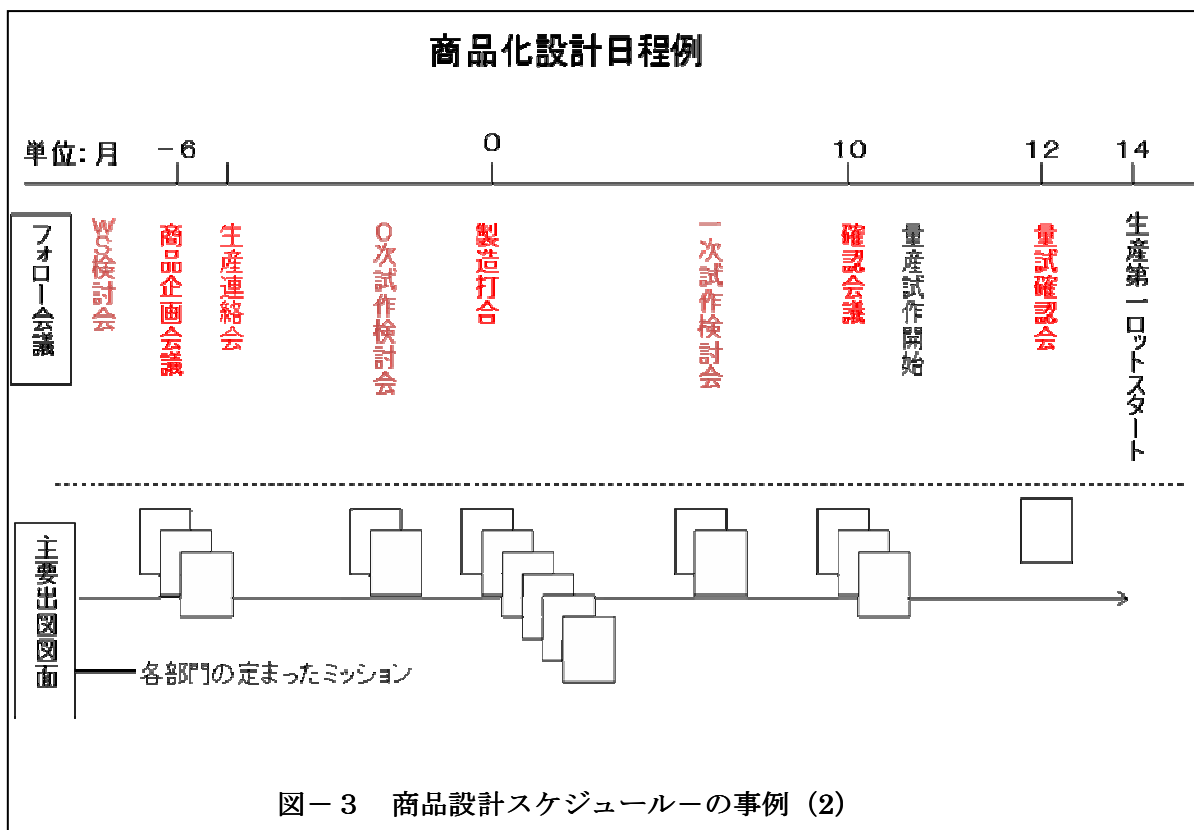 商品化設計日程例
単位: 月
-6
0
10
12
14
フォロー会議
WS検討会
商品企画会議
生産連絡会
0次試作検討会
製造打合
一次試作検討会
確認会議
量産試作開始
量試確認会
生産第一ロットスタート
主要出図図面
各部門の定まったミッション
図-3 商品設計スケジュール-の事例 (2)